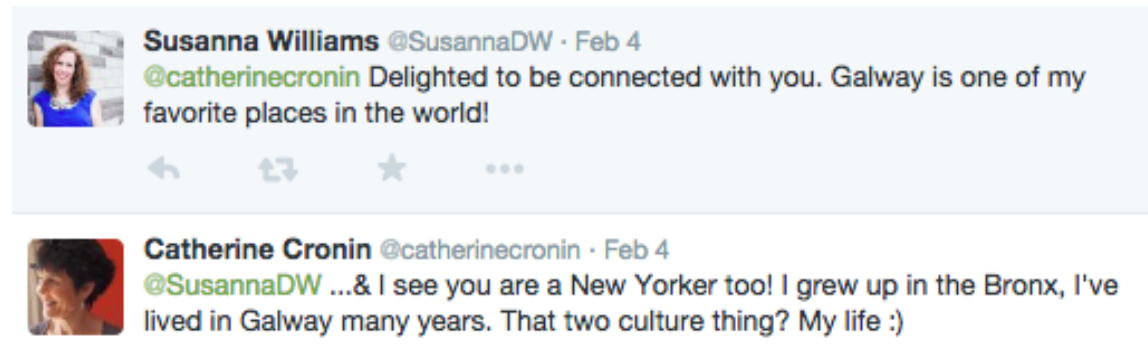 Susanna Williams @SusannaDW · Feb 4
@catherinecronin Delighted to be connected with you. Galway is one of my
favorite places in the world!
Catherine Cronin @catherinecronin · Feb 4
@SusannaDW ...& I see you are a New Yorker too! I grew up in the Bronx, I've
lived in Galway many years. That two culture thing? My life :)